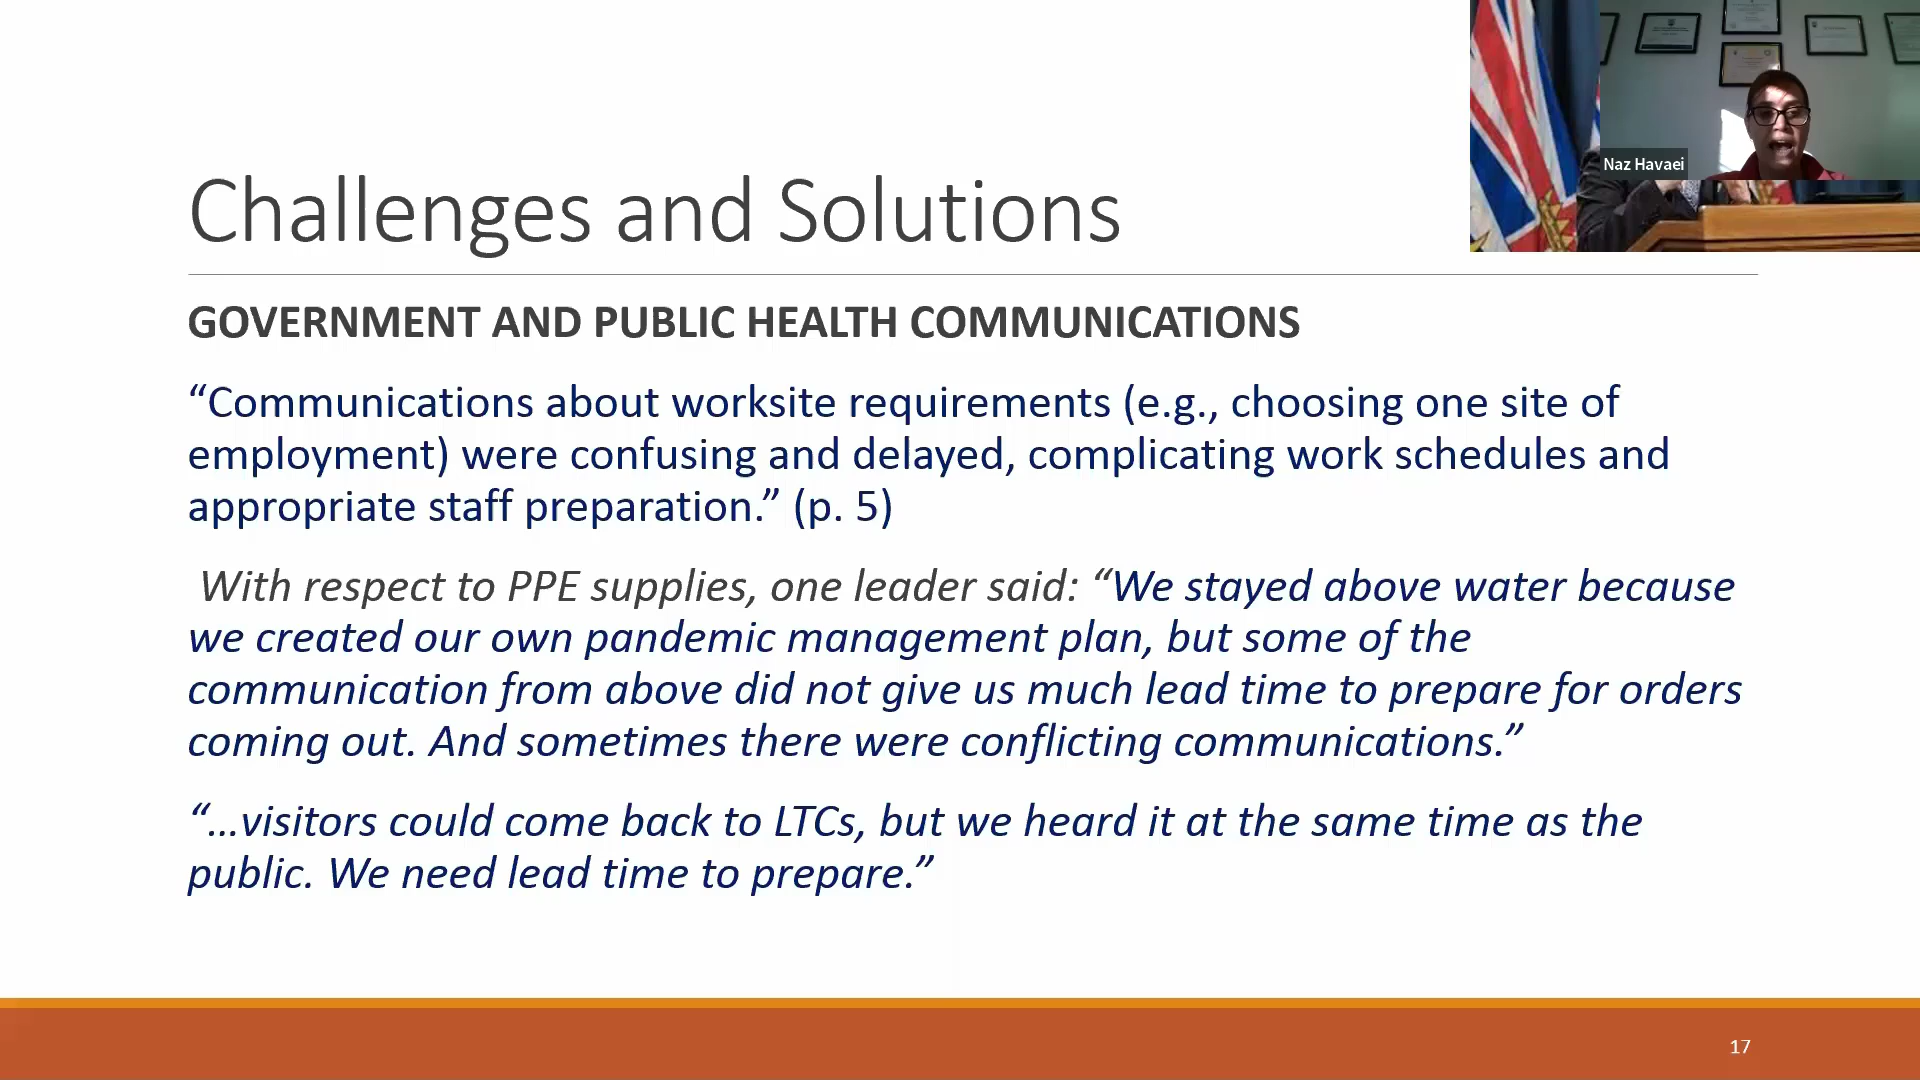 Naz Havaei
Challenges and Solutions
GOVERNMENT AND PUBLIC HEALTH COMMUNICATIONS
“Communications about worksite requirements (e.g., choosing one site of
employment) were confusing and delayed, complicating work schedules and
appropriate staff preparation.” (p. 5)
With respect to PPE supplies, one leader said: “We stayed above water because
we created our own pandemic management plan, but some of the
communication from above did not give us much lead time to prepare for orders
coming out. And sometimes there were conflicting communications.”
“…visitors could come back to LTCs, but we heard it at the same time as the
public. We need lead time to prepare.”
17